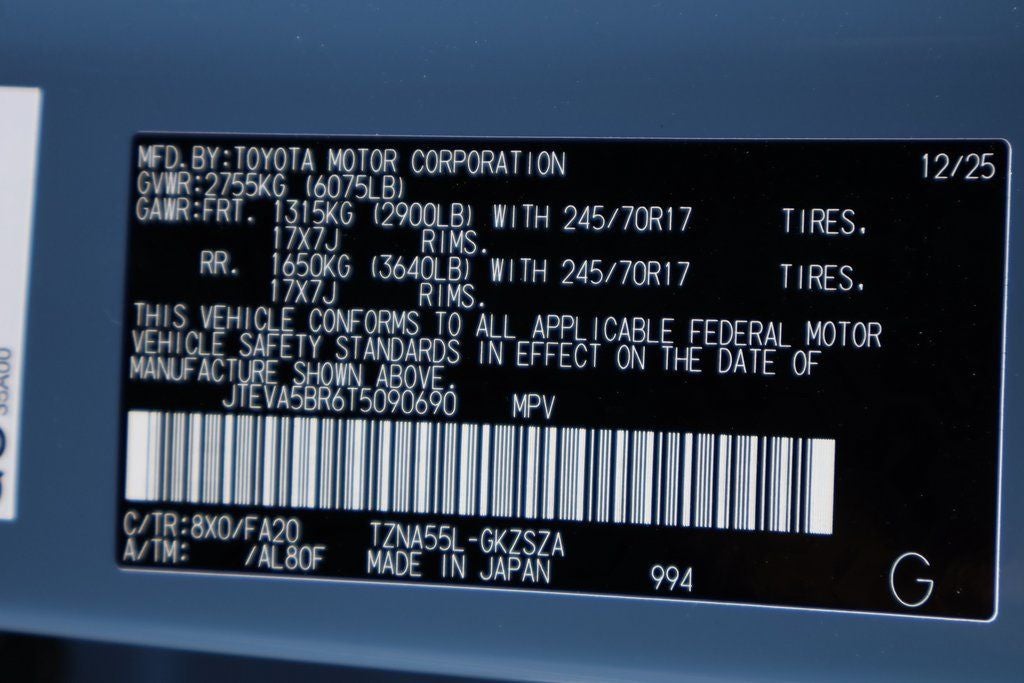 MFD. BY:TOYOTA MOTOR CORPORATION 12/25
GVWR:2755KG (6075LB)
GAWR:FRT. 1315KG (2900LB) WITH 245/70R17 TIRES.
17X7J RIMS.
RR. 1650KG (3640LB) WITH 245/70R17 TIRES.
17X7J RIMS.
THIS VEHICLE CONFORMS TO ALL APPLICABLE FEDERAL MOTOR
VEHICLE SAFETY STANDARDS IN EFFECT ON THE DATE OF
MANUFACTURE SHOWN ABOVE.
JTEVA5BR6T5090690 MPV
C/TR:8X0/FA20 TZNA55L-GKZSZA
A/TM: /AL80F MADE IN JAPAN 994 G